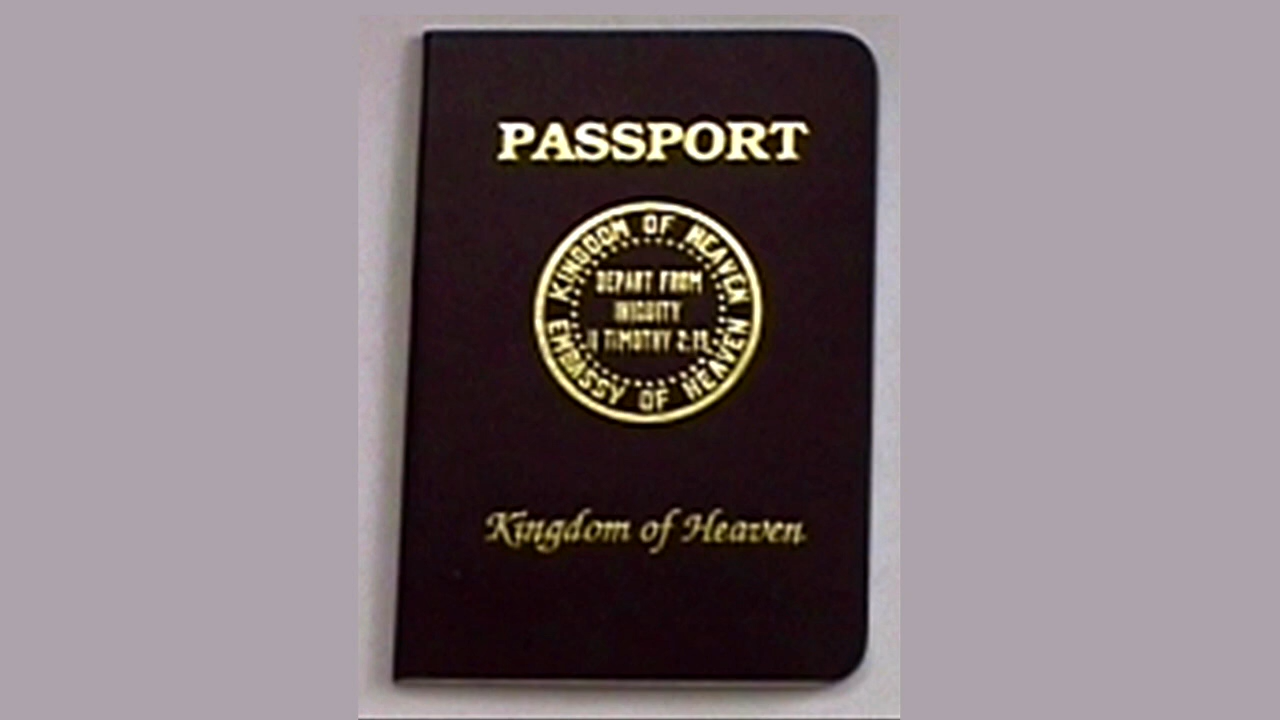 PASSPORT
KINGDOM OF HEAVEN
DEPART FROM
INIQUITY
II TIMOTHY 2:19
EMBASSY OF HEAVEN
Kingdom of Heaven